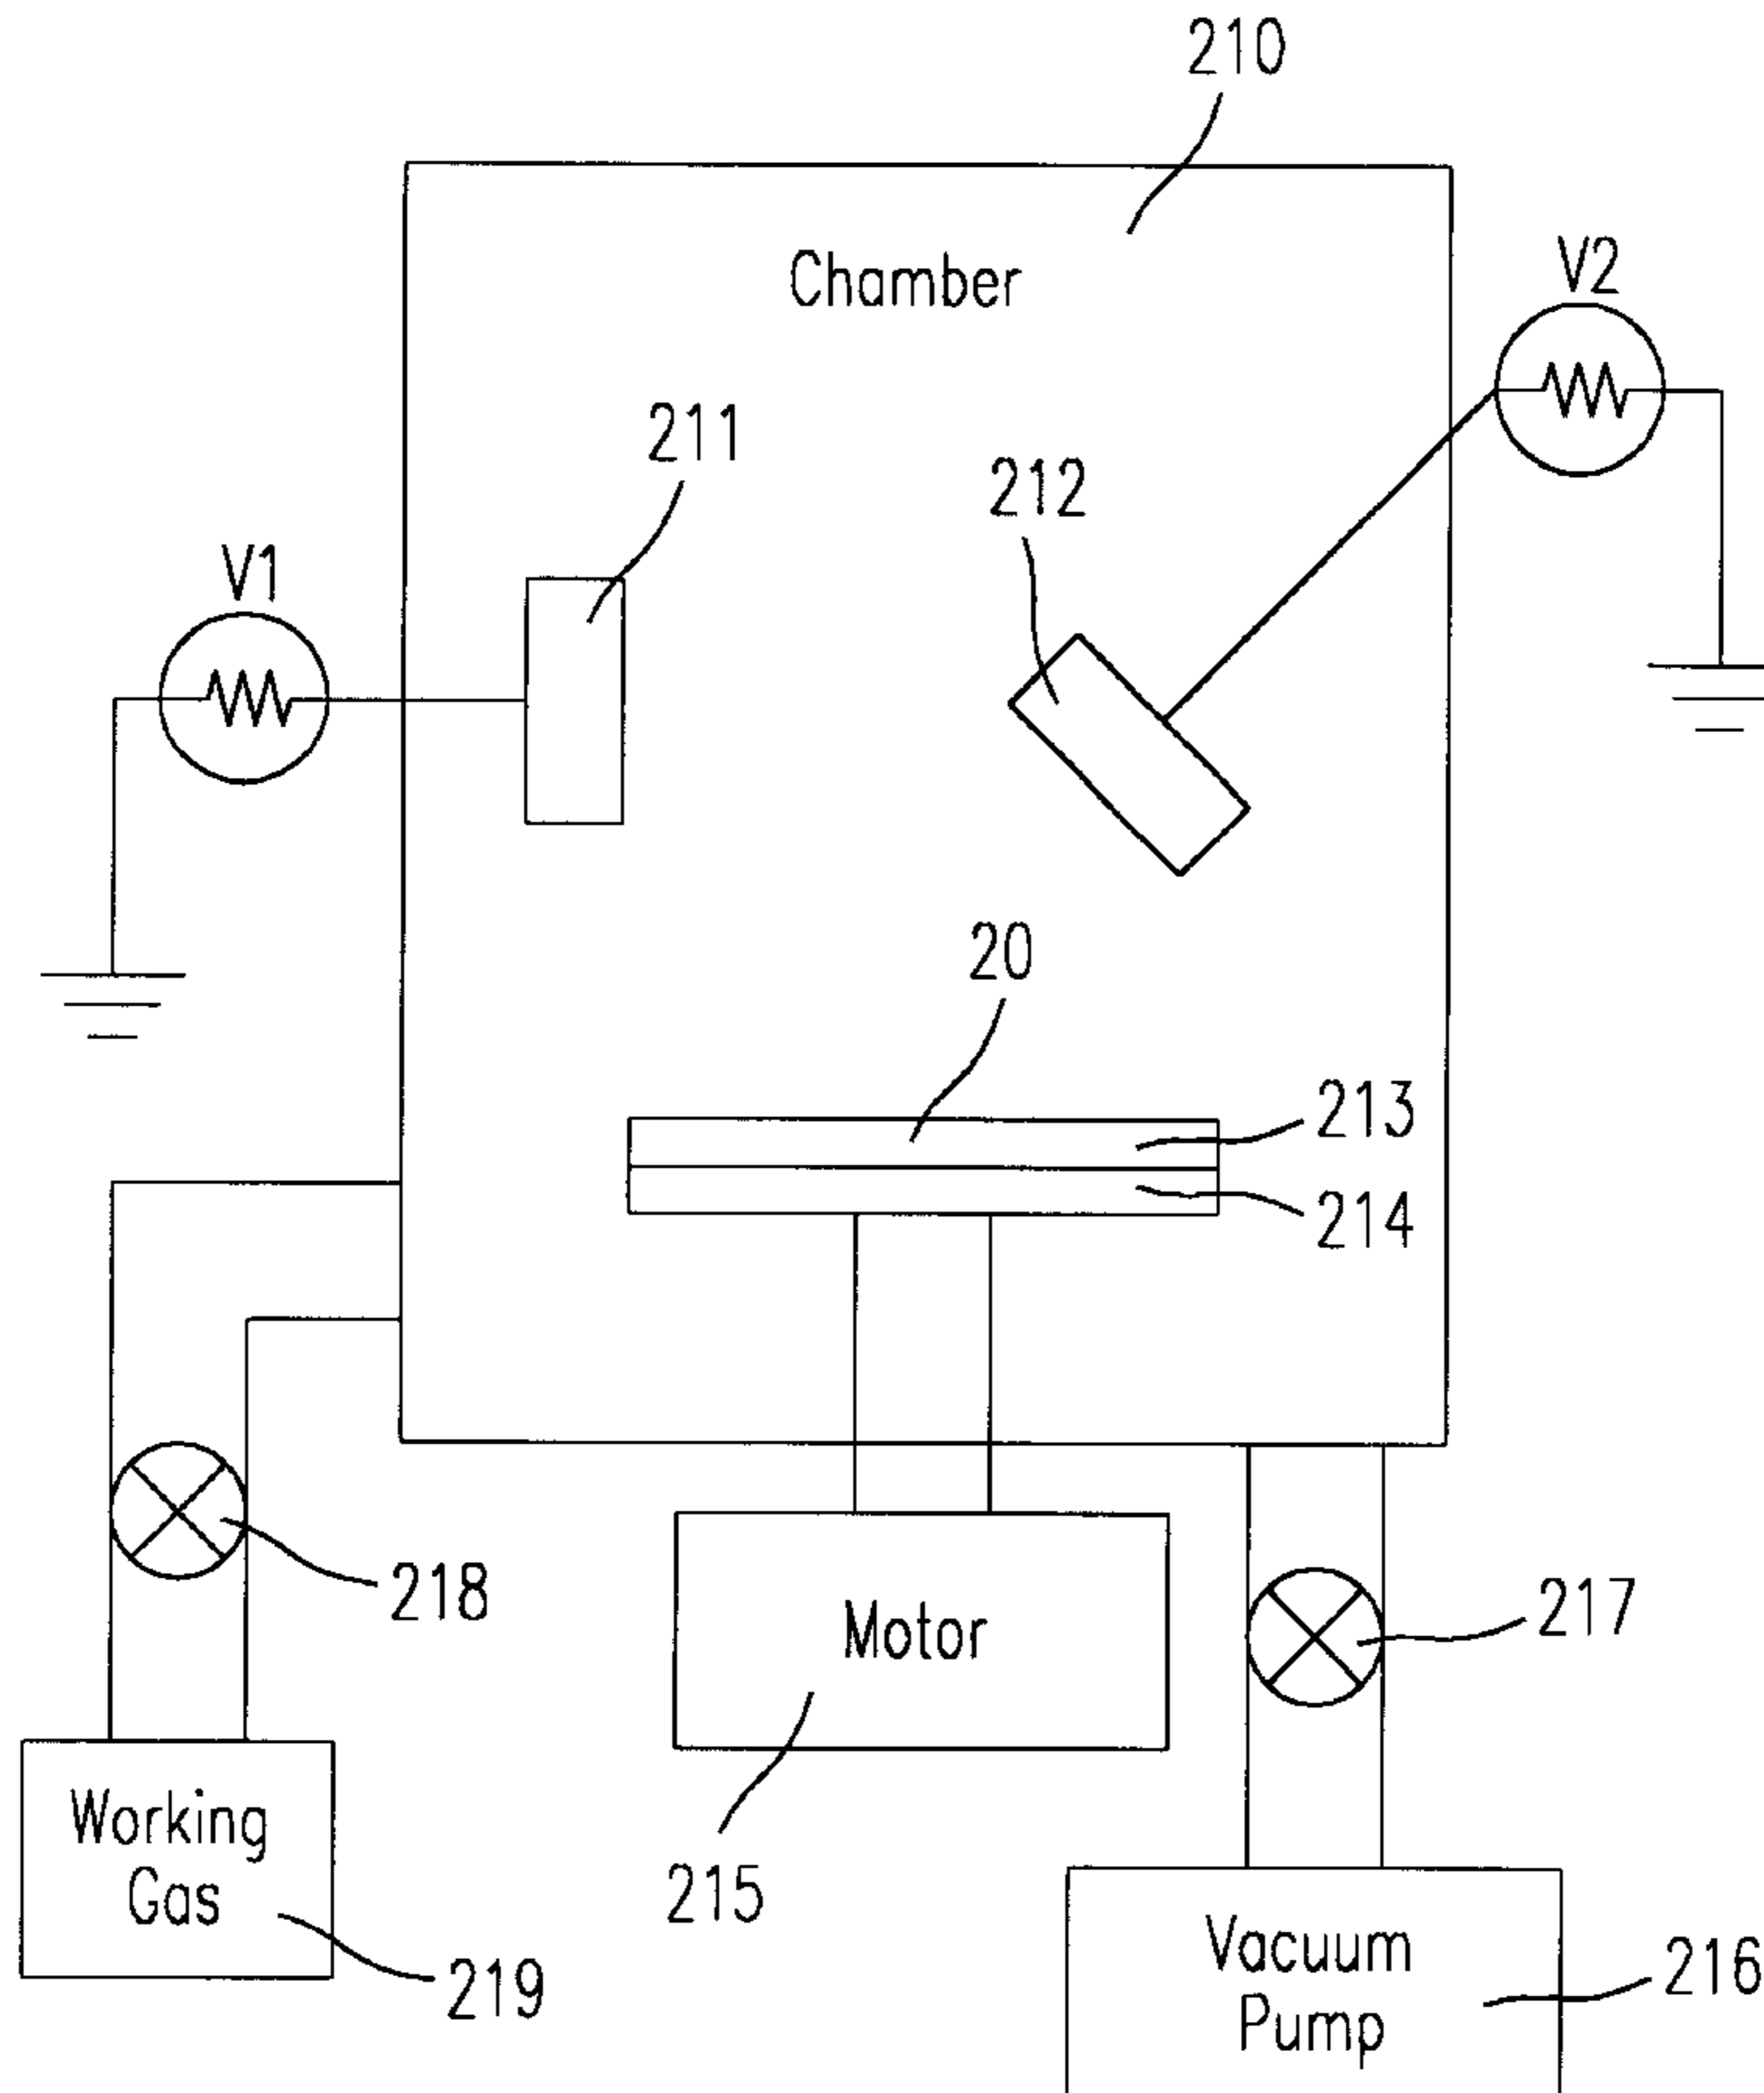 210
Chamber
V2
211
212
V1
20
213
214
218
217
Motor
Working
Gas
215
Vacuum
Pump
216
219